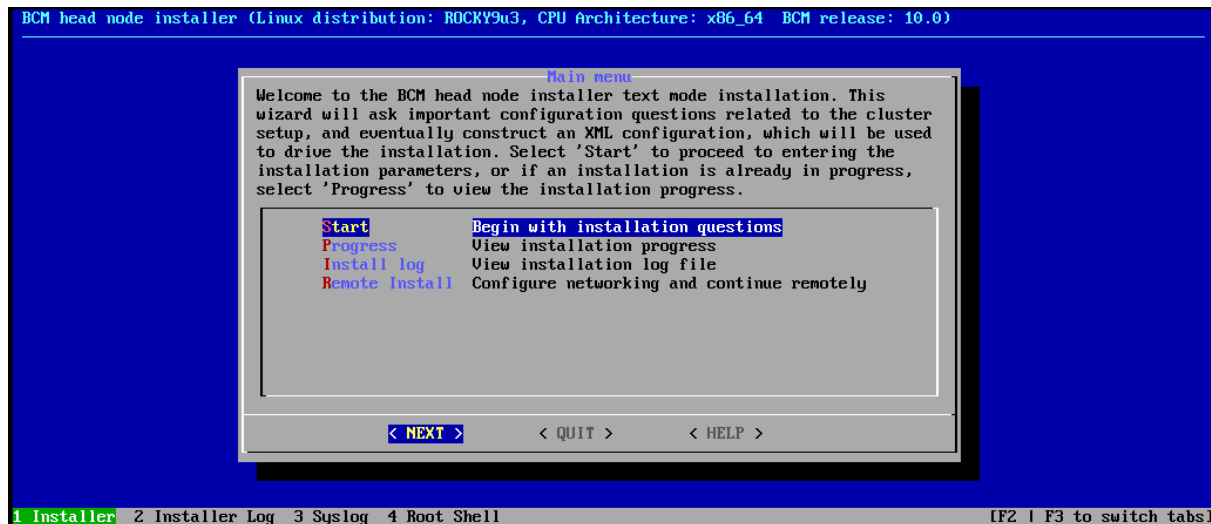 BCM head node installer (Linux distribution: ROCKY9u3, CPU Architecture: x86_64  BCM release: 10.0)
Main menu
Welcome to the BCM head node installer text mode installation. This
wizard will ask important configuration questions related to the cluster
setup, and eventually construct an XML configuration, which will be used
to drive the installation. Select 'Start' to proceed to entering the
installation parameters, or if an installation is already in progress,
select 'Progress' to view the installation progress.
Start Begin with installation questions
Progress View installation progress
Install log View installation log file
Remote Install Configure networking and continue remotely
< NEXT > < QUIT > < HELP >
1 Installer 2 Installer Log 3 Syslog 4 Root Shell [F2 | F3 to switch tabs]